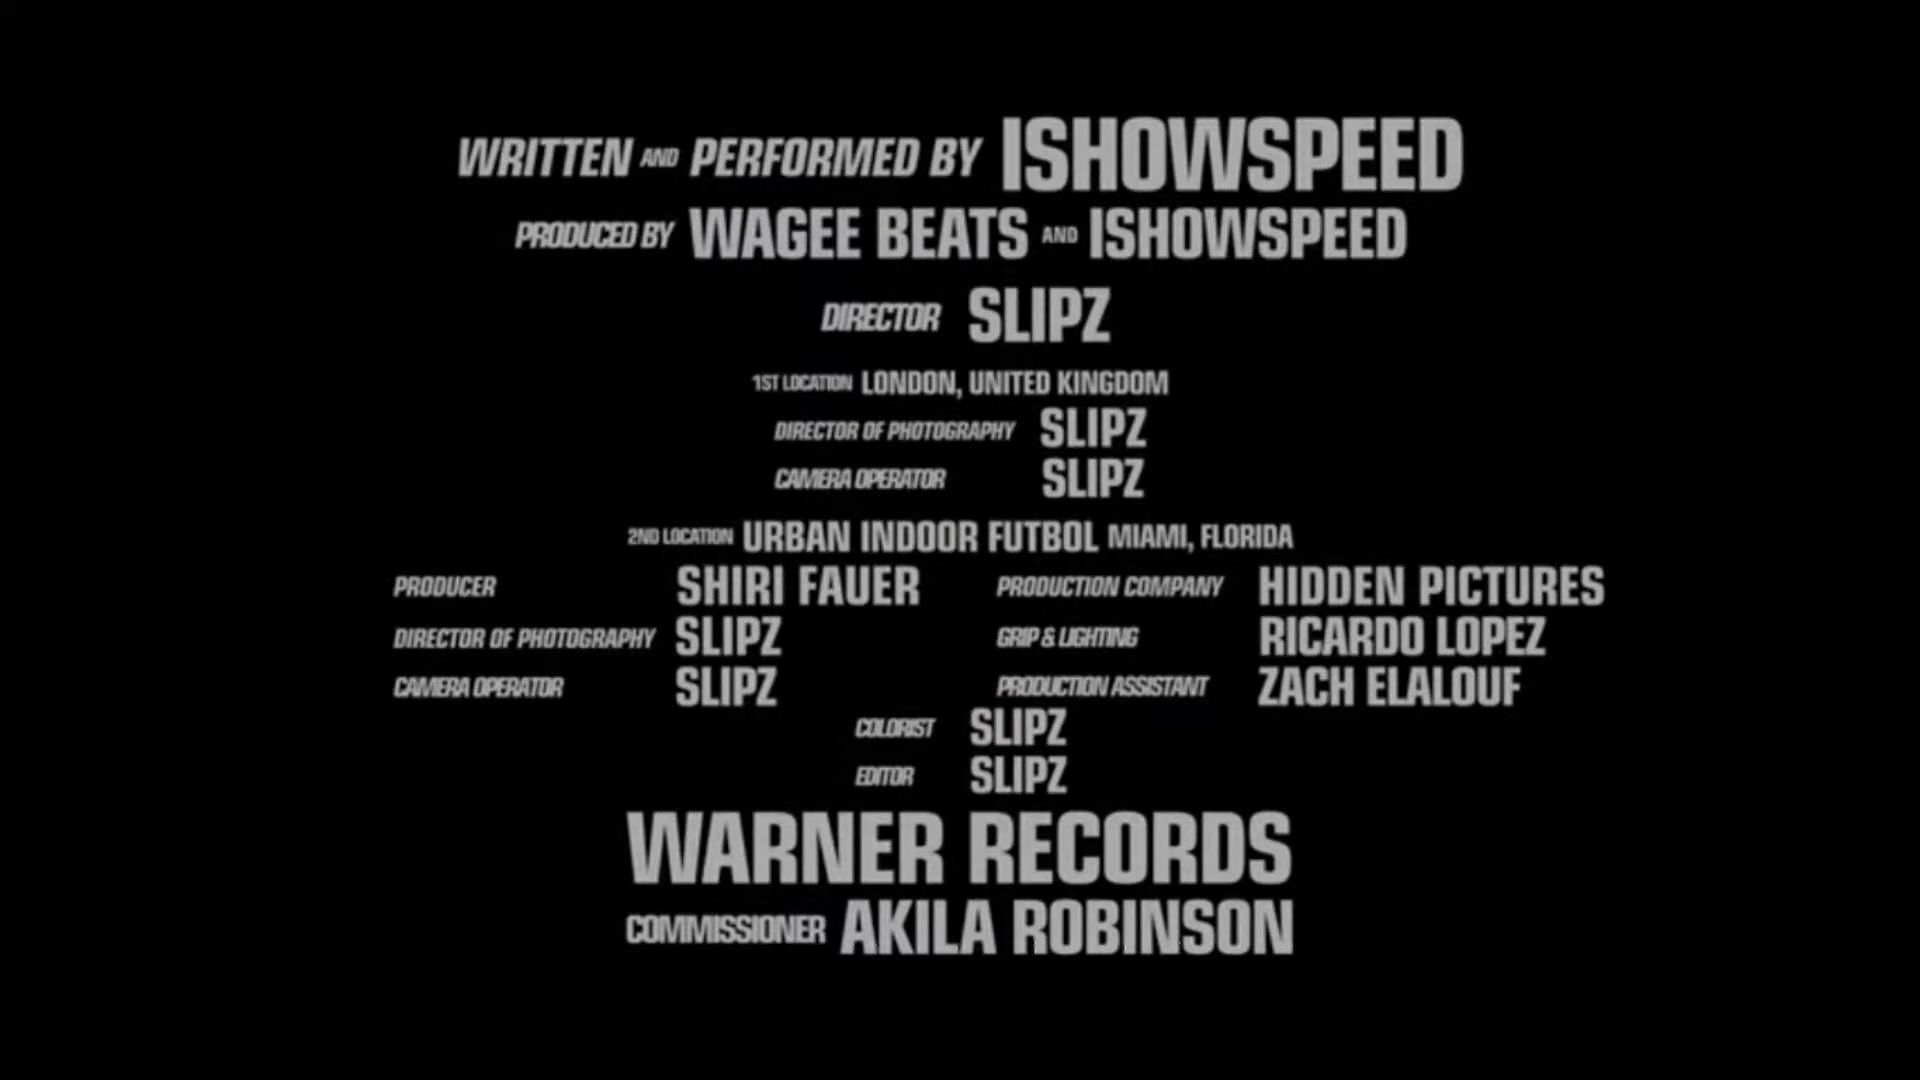 WRITTEN AND PERFORMED BY ISHOWSPEED
PRODUCED BY WAGEE BEATS AND ISHOWSPEED
DIRECTOR SLIPZ
1ST LOCATION LONDON, UNITED KINGDOM
DIRECTOR OF PHOTOGRAPHY SLIPZ
CAMERA OPERATOR SLIPZ
2ND LOCATION URBAN INDOOR FUTBOL MIAMI, FLORIDA
PRODUCER SHIRI FAUER PRODUCTION COMPANY HIDDEN PICTURES
DIRECTOR OF PHOTOGRAPHY SLIPZ GRIP & LIGHTING RICARDO LOPEZ
CAMERA OPERATOR SLIPZ PRODUCTION ASSISTANT ZACH ELALOUF
COLORIST SLIPZ
EDITOR SLIPZ
WARNER RECORDS
COMMISSIONER AKILA ROBINSON